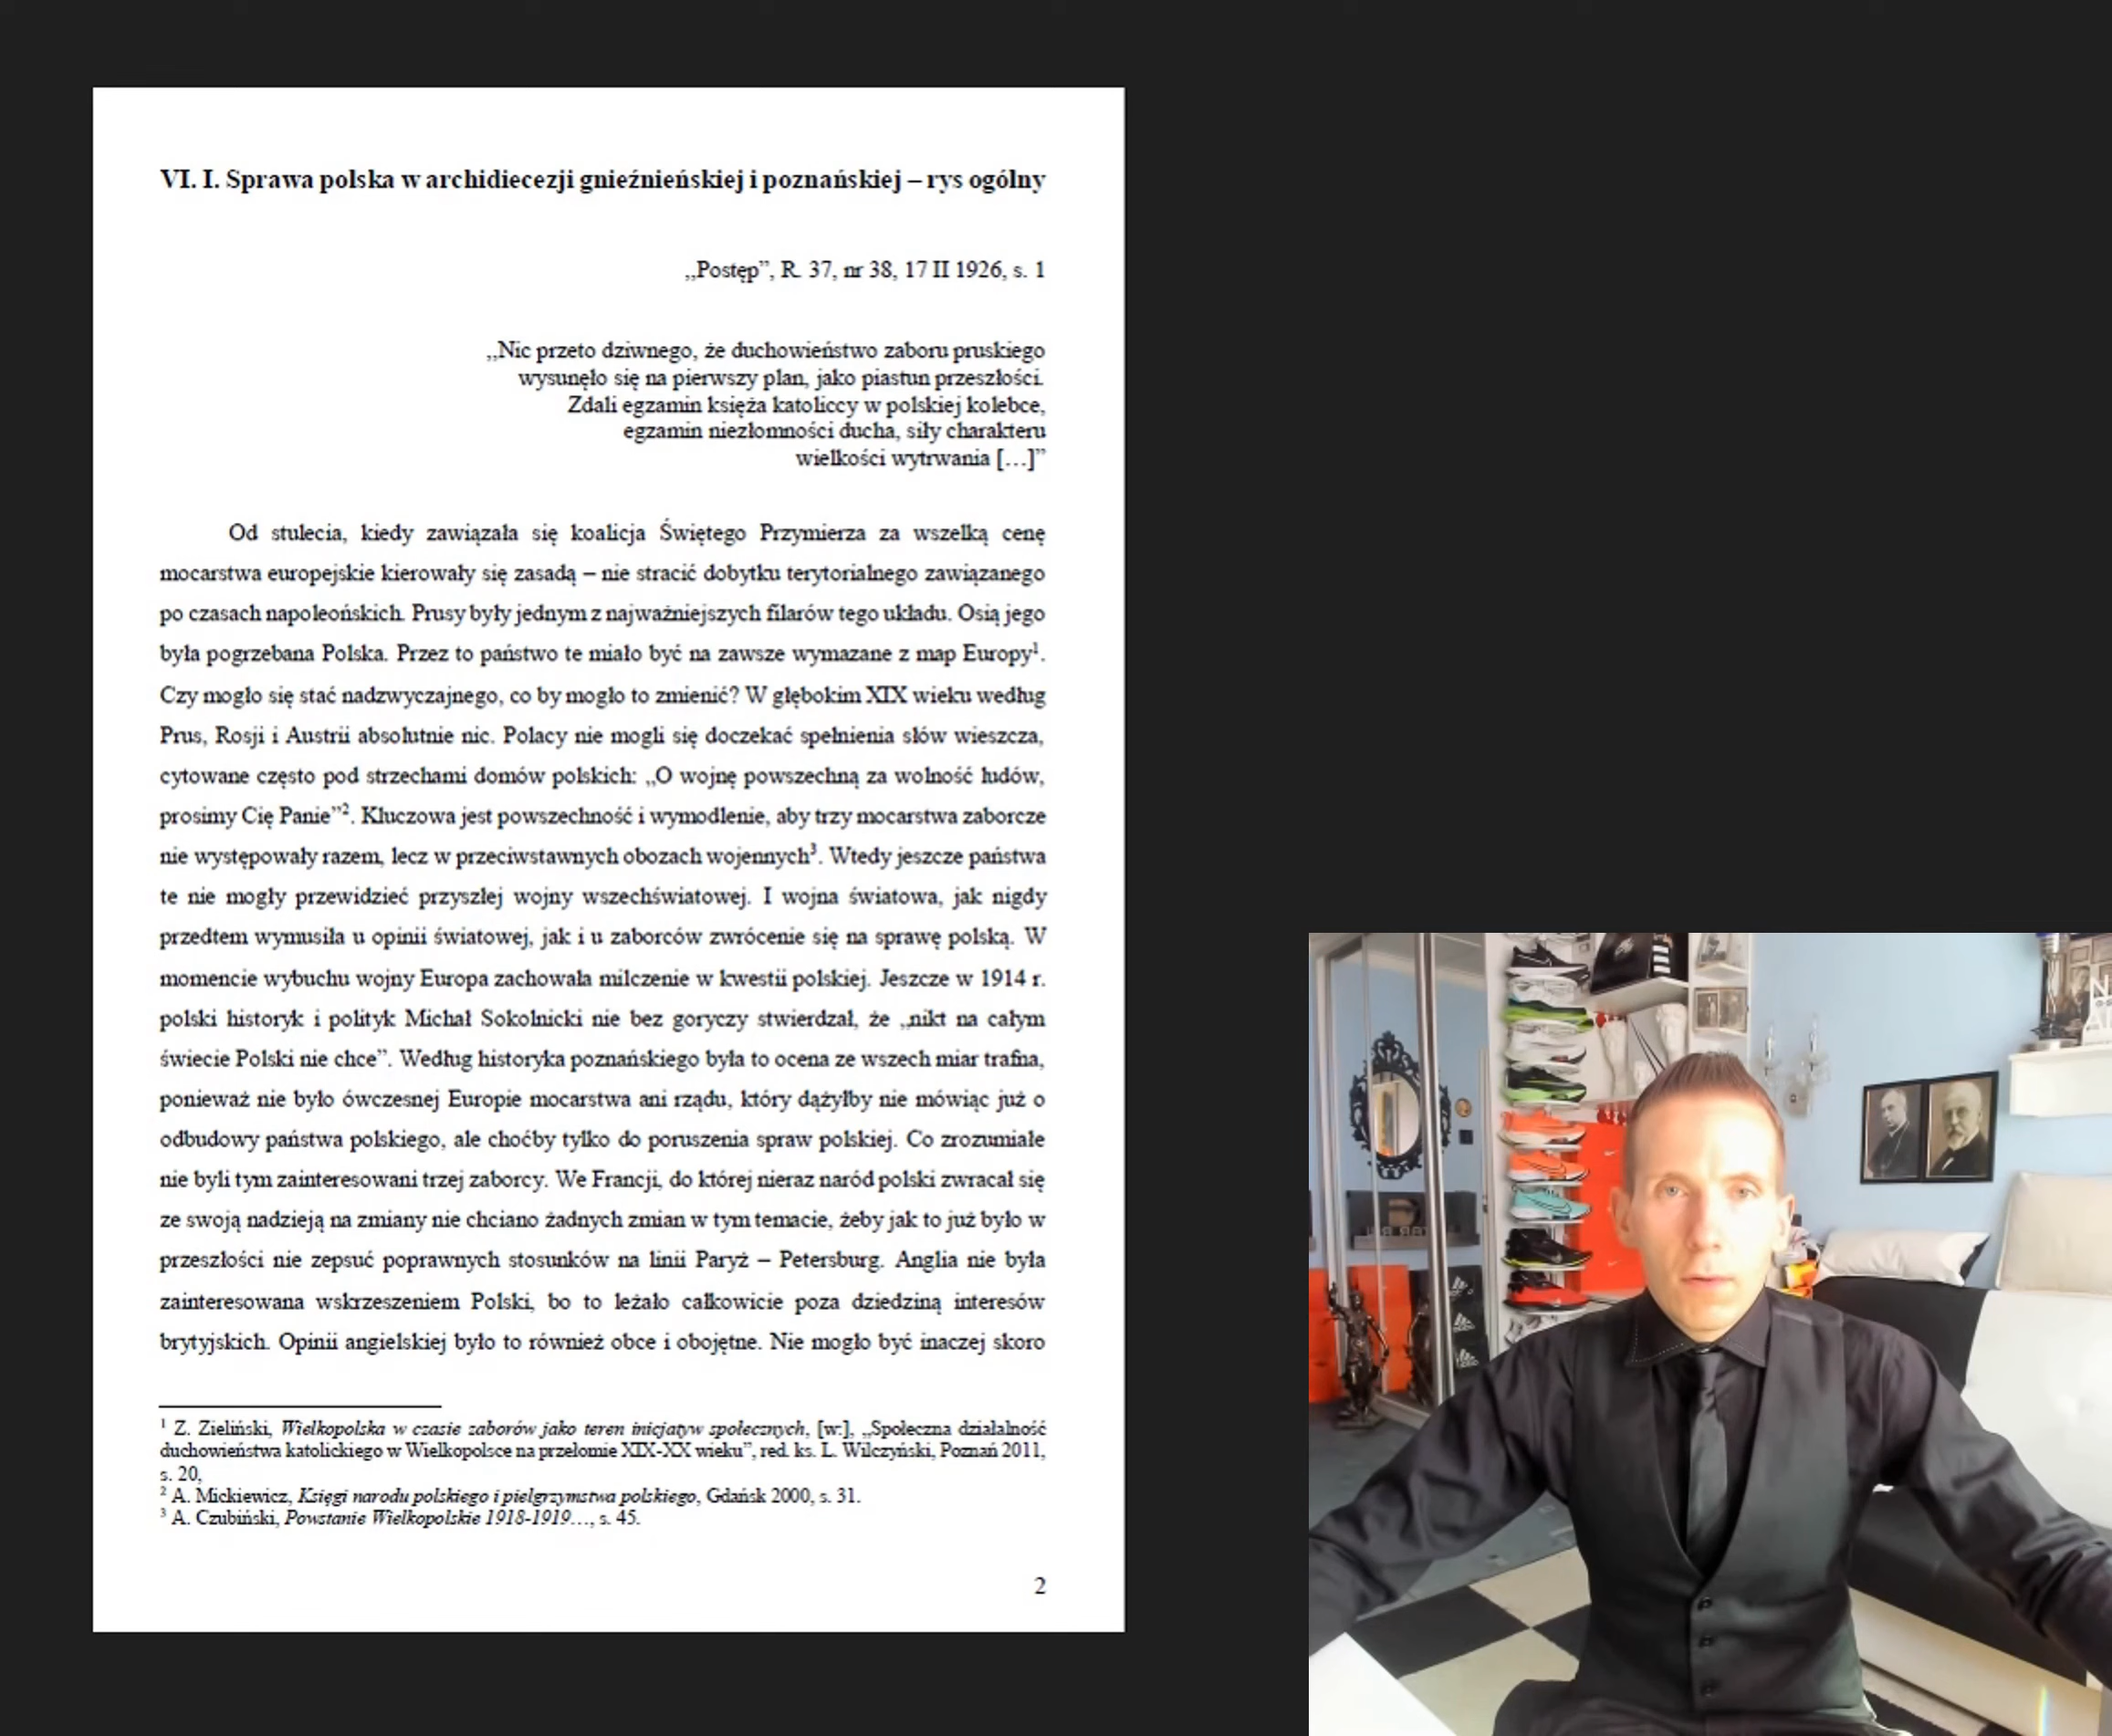 VI. I. Sprawa polska w archidiecezji gnieźnieńskiej i poznańskiej – rys ogólny
„Postęp”, R. 37, nr 38, 17 II 1926, s. 1
„Nic przeto dziwnego, że duchowieństwo zaboru pruskiego
wysunęło się na pierwszy plan, jako piastun przeszłości.
Zdali egzamin księża katoliccy w polskiej kolebce,
egzamin niezłomności ducha, siły charakteru
wielkości wytrwania […]”
Od stulecia, kiedy zawiązała się koalicja Świętego Przymierza za wszelką cenę
mocarstwa europejskie kierowały się zasadą – nie stracić dobytku terytorialnego zawiązanego
po czasach napoleońskich. Prusy były jednym z najważniejszych filarów tego układu. Osią jego
była pogrzebana Polska. Przez to państwo te miało być na zawsze wymazane z map Europy¹.
Czy mogło się stać nadzwyczajnego, co by mogło to zmienić? W głębokim XIX wieku według
Prus, Rosji i Austrii absolutnie nic. Polacy nie mogli się doczekać spełnienia słów wieszcza,
cytowane często pod strzechami domów polskich: „O wojnę powszechną za wolność ludów,
prosimy Cię Panie”². Kluczowa jest powszechność i wymodlenie, aby trzy mocarstwa zaborcze
nie występowały razem, lecz w przeciwstawnych obozach wojennych³. Wtedy jeszcze państwa
te nie mogły przewidzieć przyszłej wojny wszechświatowej. I wojna światowa, jak nigdy
przedtem wymusiła u opinii światowej, jak i u zaborców zwrócenie się na sprawę polską. W
momencie wybuchu wojny Europa zachowała milczenie w kwestii polskiej. Jeszcze w 1914 r.
polski historyk i polityk Michał Sokolnicki nie bez goryczy stwierdzał, że „nikt na całym
świecie Polski nie chce”. Według historyka poznańskiego była to ocena ze wszech miar trafna,
ponieważ nie było ówczesnej Europie mocarstwa ani rządu, który dążyłby nie mówiąc już o
odbudowy państwa polskiego, ale choćby tylko do poruszenia spraw polskiej. Co zrozumiałe
nie byli tym zainteresowani trzej zaborcy. We Francji, do której nieraz naród polski zwracał się
ze swoją nadzieją na zmiany nie chciano żadnych zmian w tym temacie, żeby jak to już było w
przeszłości nie zepsuć poprawnych stosunków na linii Paryż – Petersburg. Anglia nie była
zainteresowana wskrzeszeniem Polski, bo to leżało całkowicie poza dziedziną interesów
brytyjskich. Opinii angielskiej było to również obce i obojętne. Nie mogło być inaczej skoro
¹ Z. Zieliński, Wielkopolska w czasie zaborów jako teren inicjatyw społecznych, [w:], „Społeczna działalność
duchowieństwa katolickiego w Wielkopolsce na przełomie XIX-XX wieku”, red. ks. L. Wilczyński, Poznań 2011,
s. 20,
² A. Mickiewicz, Księgi narodu polskiego i pielgrzymstwa polskiego, Gdańsk 2000, s. 31.
³ A. Czubiński, Powstanie Wielkopolskie 1918-1919…, s. 45.
2